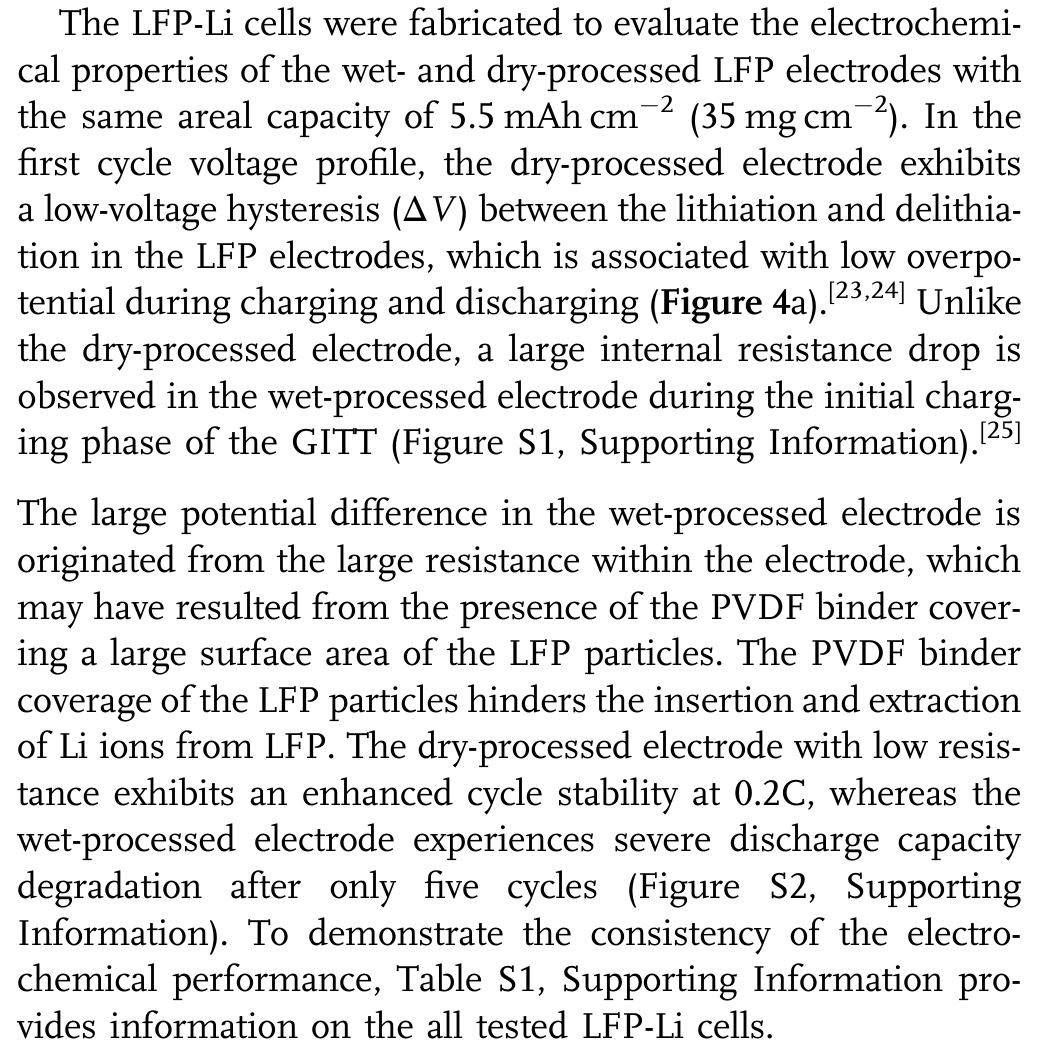 The LFP-Li cells were fabricated to evaluate the electrochemi-
cal properties of the wet- and dry-processed LFP electrodes with
the same areal capacity of 5.5 mAh cm⁻² (35 mg cm⁻²). In the
first cycle voltage profile, the dry-processed electrode exhibits
a low-voltage hysteresis (ΔV) between the lithiation and delithia-
tion in the LFP electrodes, which is associated with low overpo-
tential during charging and discharging (Figure 4a).[23,24] Unlike
the dry-processed electrode, a large internal resistance drop is
observed in the wet-processed electrode during the initial charg-
ing phase of the GITT (Figure S1, Supporting Information).[25]
The large potential difference in the wet-processed electrode is
originated from the large resistance within the electrode, which
may have resulted from the presence of the PVDF binder cover-
ing a large surface area of the LFP particles. The PVDF binder
coverage of the LFP particles hinders the insertion and extraction
of Li ions from LFP. The dry-processed electrode with low resis-
tance exhibits an enhanced cycle stability at 0.2C, whereas the
wet-processed electrode experiences severe discharge capacity
degradation after only five cycles (Figure S2, Supporting
Information). To demonstrate the consistency of the electro-
chemical performance, Table S1, Supporting Information pro-
vides information on the all tested LFP-Li cells.